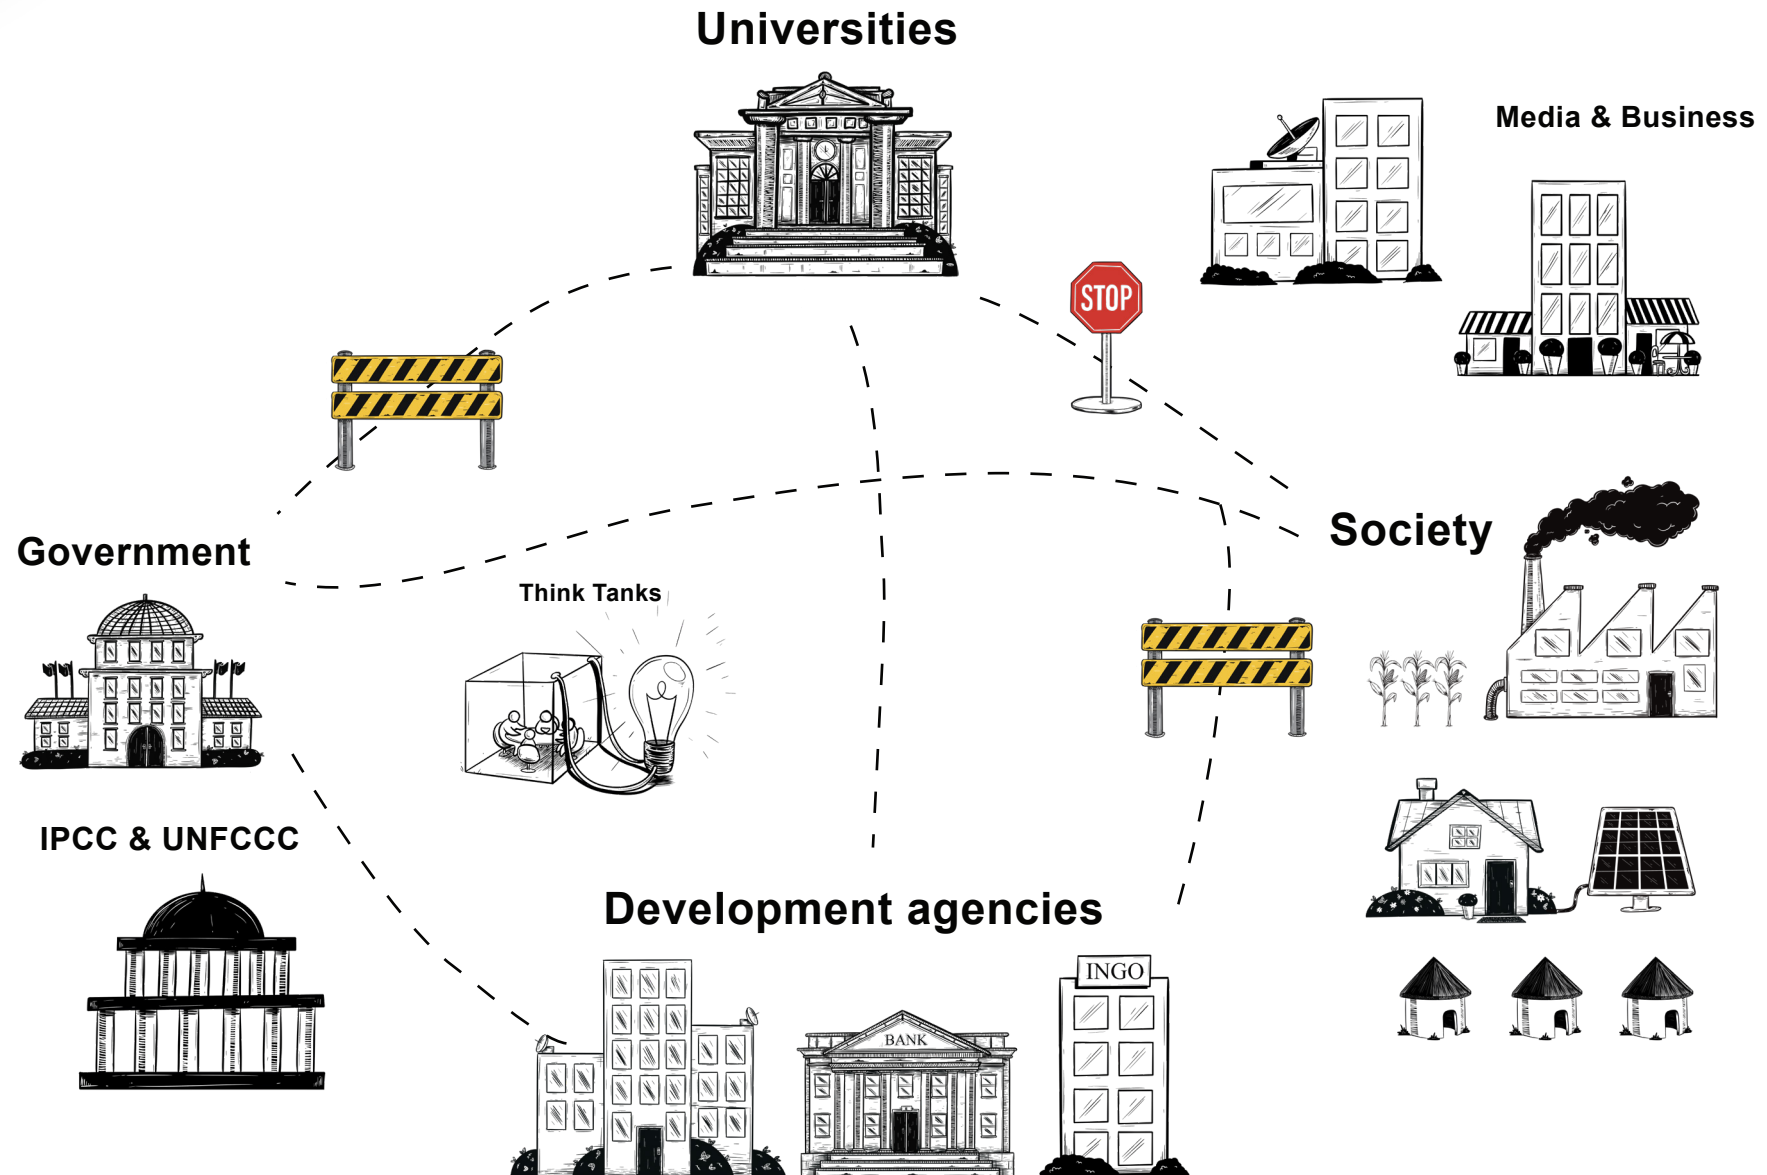 Universities
Media & Business
STOP
Society
Government
Think Tanks
IPCC & UNFCCC
Development agencies
INGO
BANK